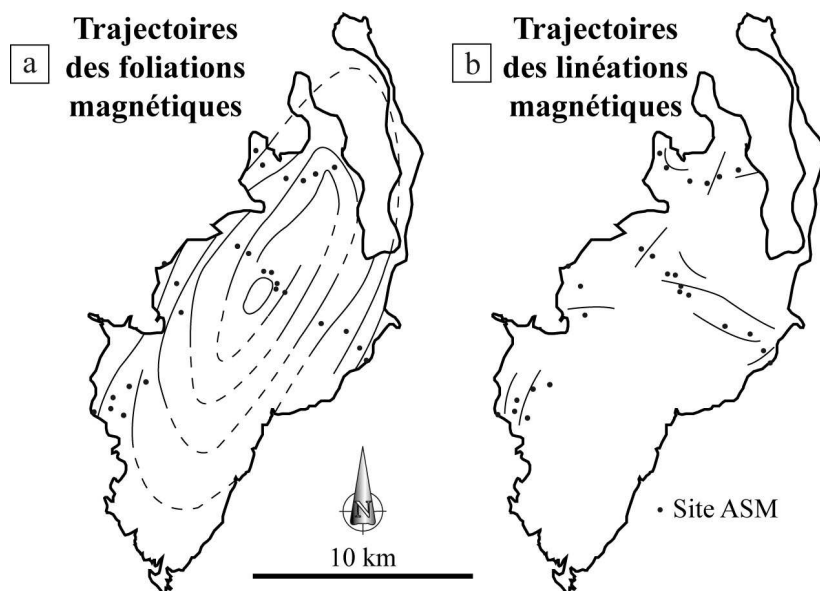 a
Trajectoires
des foliations
magnétiques
b
Trajectoires
des linéations
magnétiques
N
10 km
• Site ASM